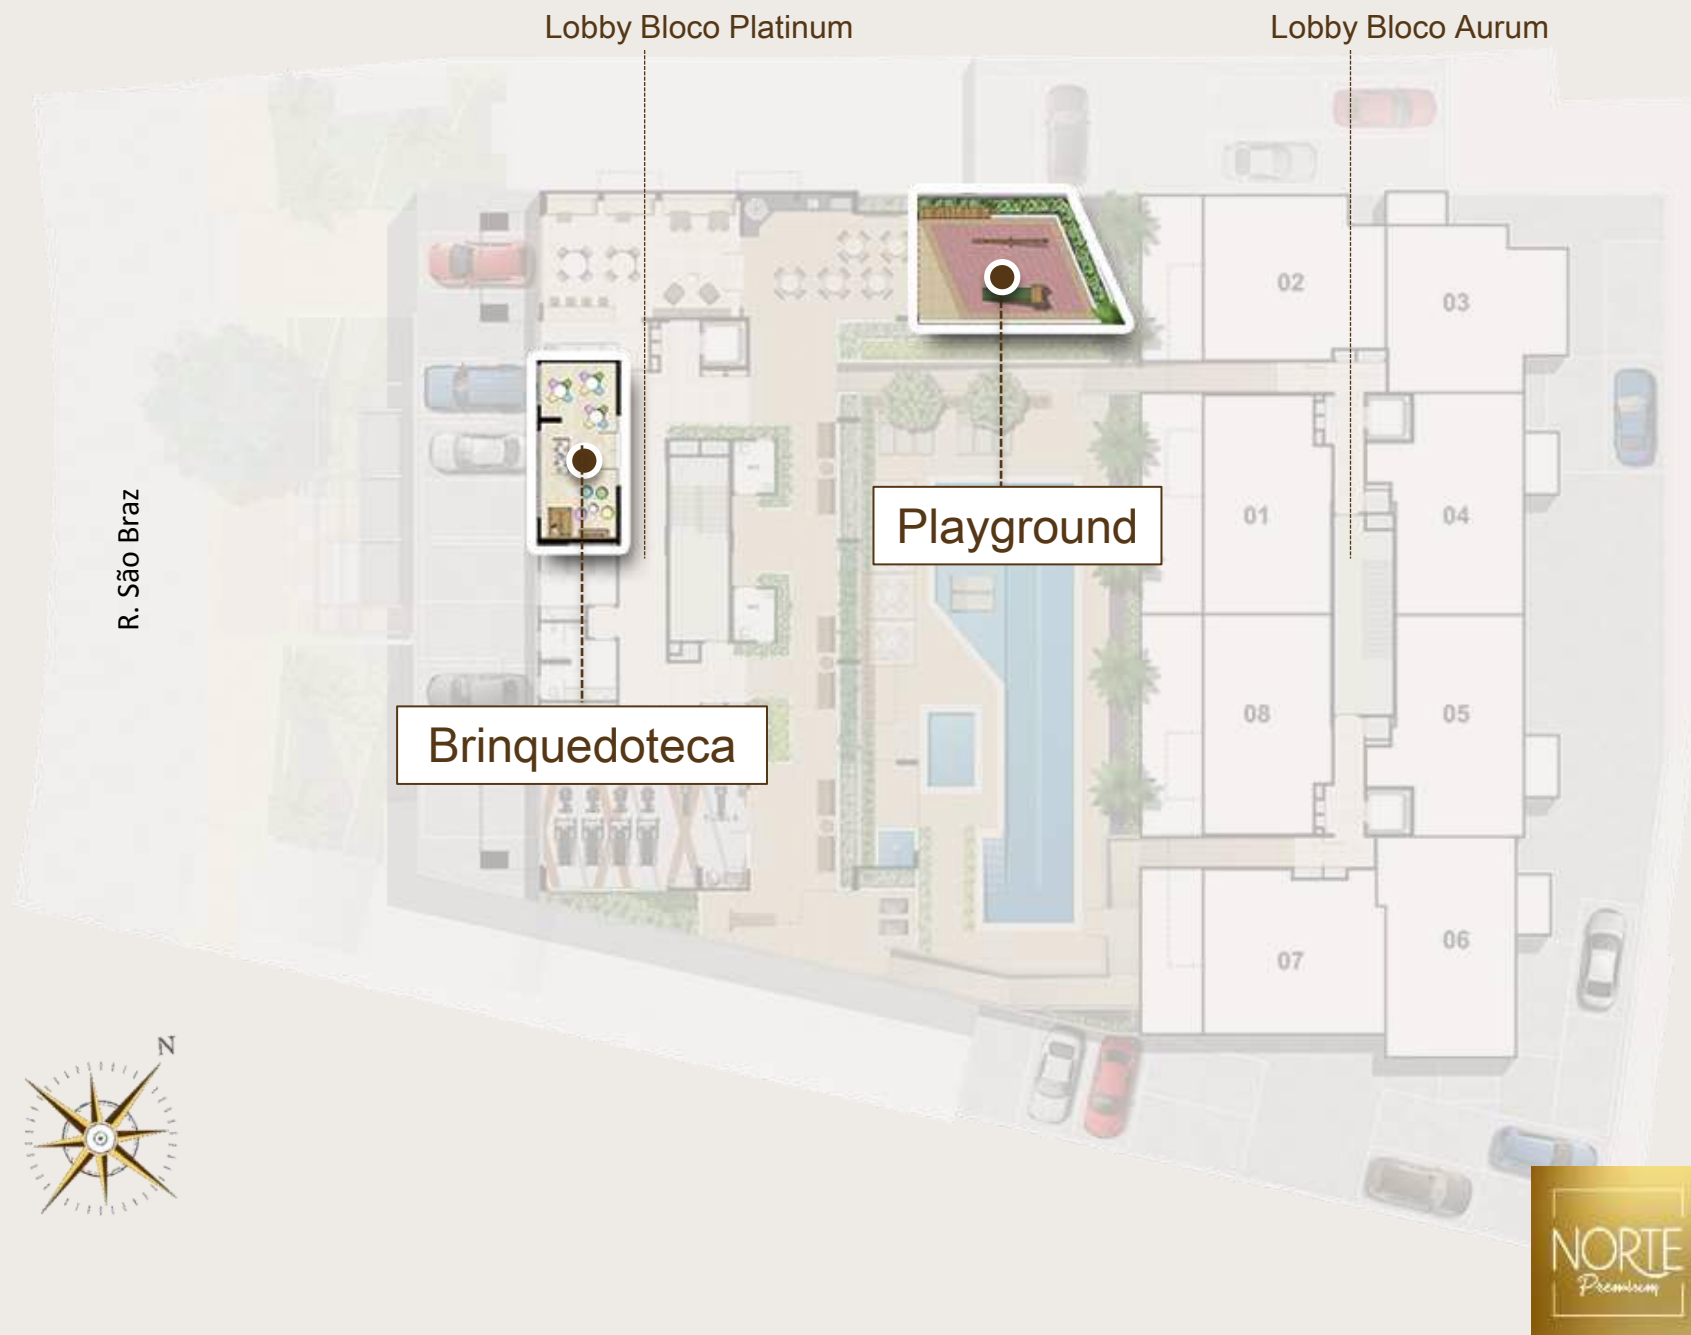 Lobby Bloco Platinum
Lobby Bloco Aurum
02
03
R. São Braz
Playground
01
04
Brinquedoteca
08
05
07
06
N
NORTE
Premium